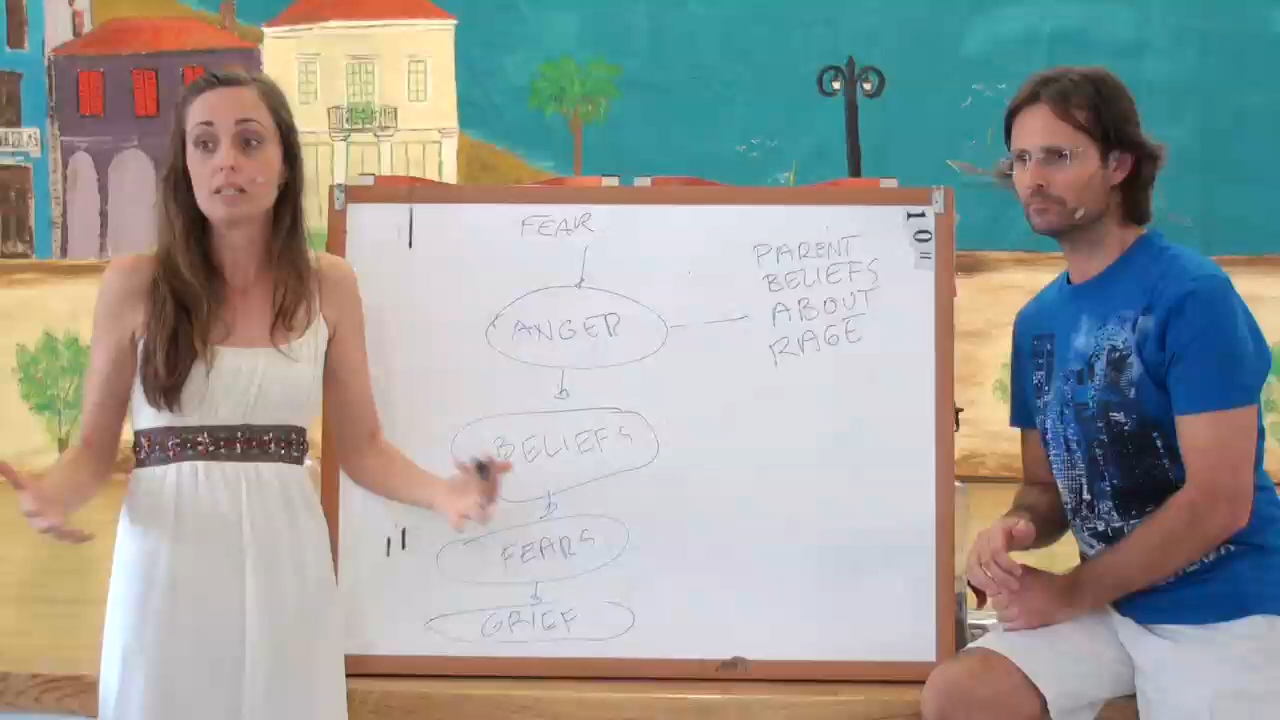 FEAR
ANGER
PARENT
BELIEFS
ABOUT
RAGE
BELIEFS
FEARS
GRIEF
10"